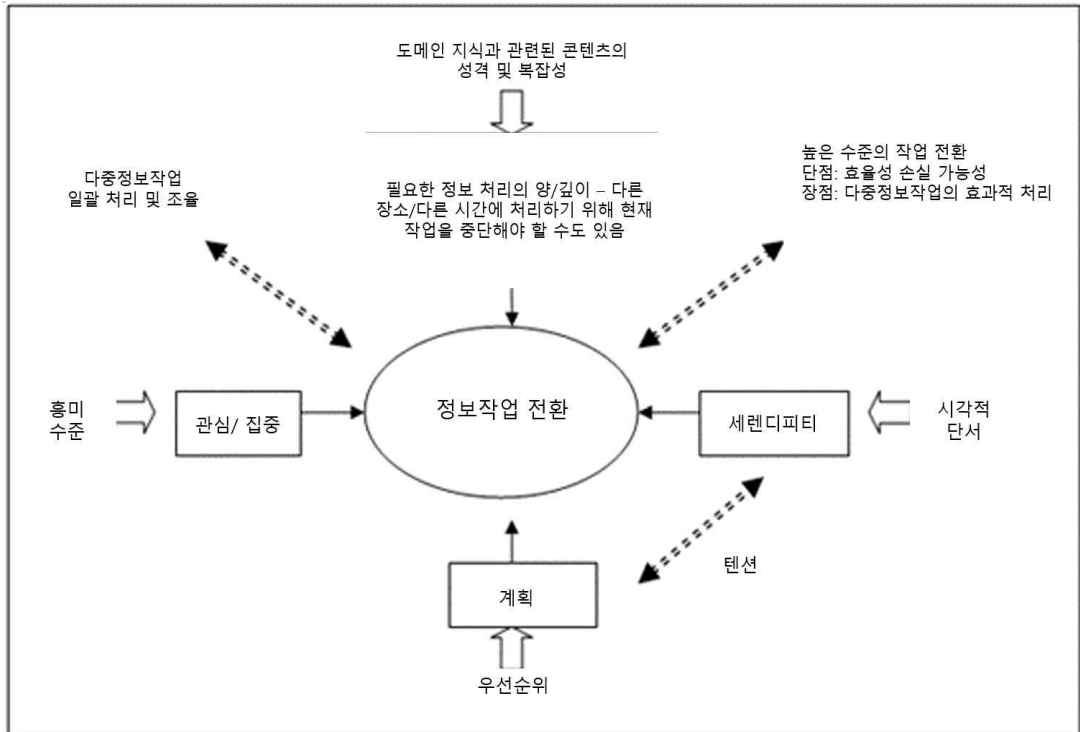 도메인 지식과 관련된 콘텐츠의
성격 및 복잡성
다중정보작업
일괄 처리 및 조율
필요한 정보 처리의 양/깊이 – 다른
장소/다른 시간에 처리하기 위해 현재
작업을 중단해야 할 수도 있음
높은 수준의 작업 전환
단점: 효율성 손실 가능성
장점: 다중정보작업의 효과적 처리
흥미
수준
관심/ 집중
정보작업 전환
세렌디피티
시각적
단서
텐션
계획
우선순위